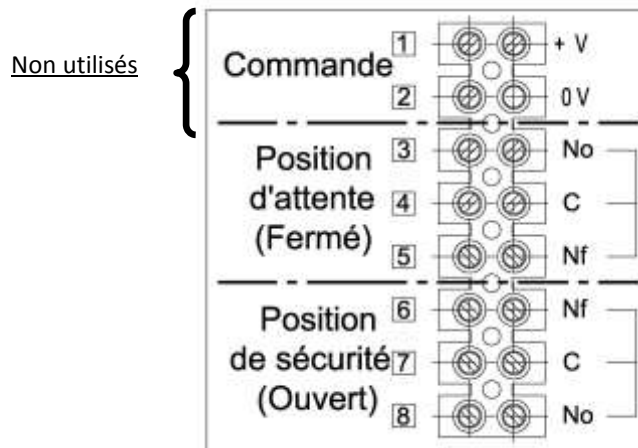 Non utilisés
Commande
1 + V
2 0 V
Position
d'attente
(Fermé)
3 No
4 C
5 Nf
Position
de sécurité
(Ouvert)
6 Nf
7 C
8 No